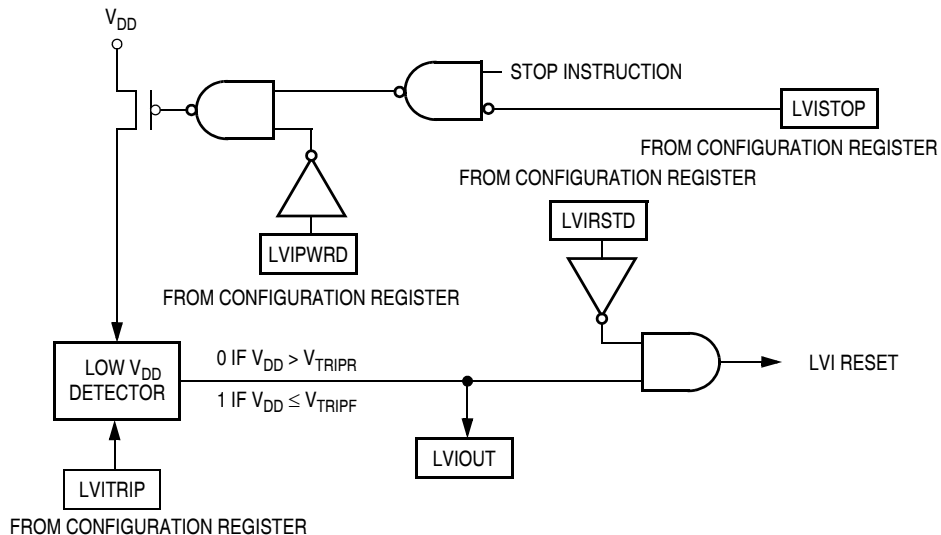 VDD
STOP INSTRUCTION
LVISTOP
FROM CONFIGURATION REGISTER
FROM CONFIGURATION REGISTER
LVIRSTD
LVIPWRD
FROM CONFIGURATION REGISTER
LOW VDD
DETECTOR
0 IF VDD > VTRIPR
1 IF VDD ≤ VTRIPF
LVI RESET
LVIOUT
LVITRIP
FROM CONFIGURATION REGISTER